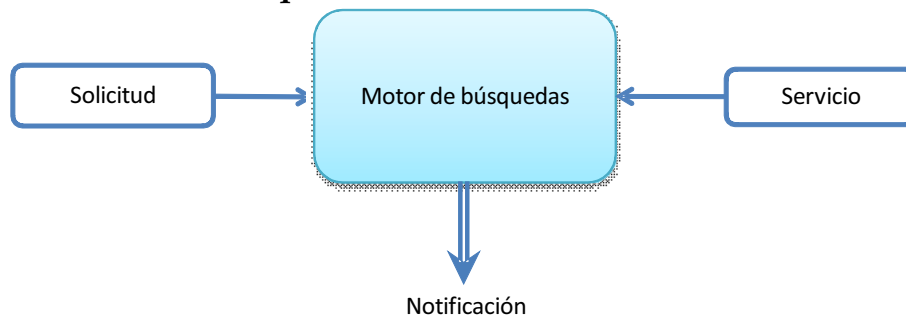 Solicitud
Motor de búsquedas
Servicio
Notificación